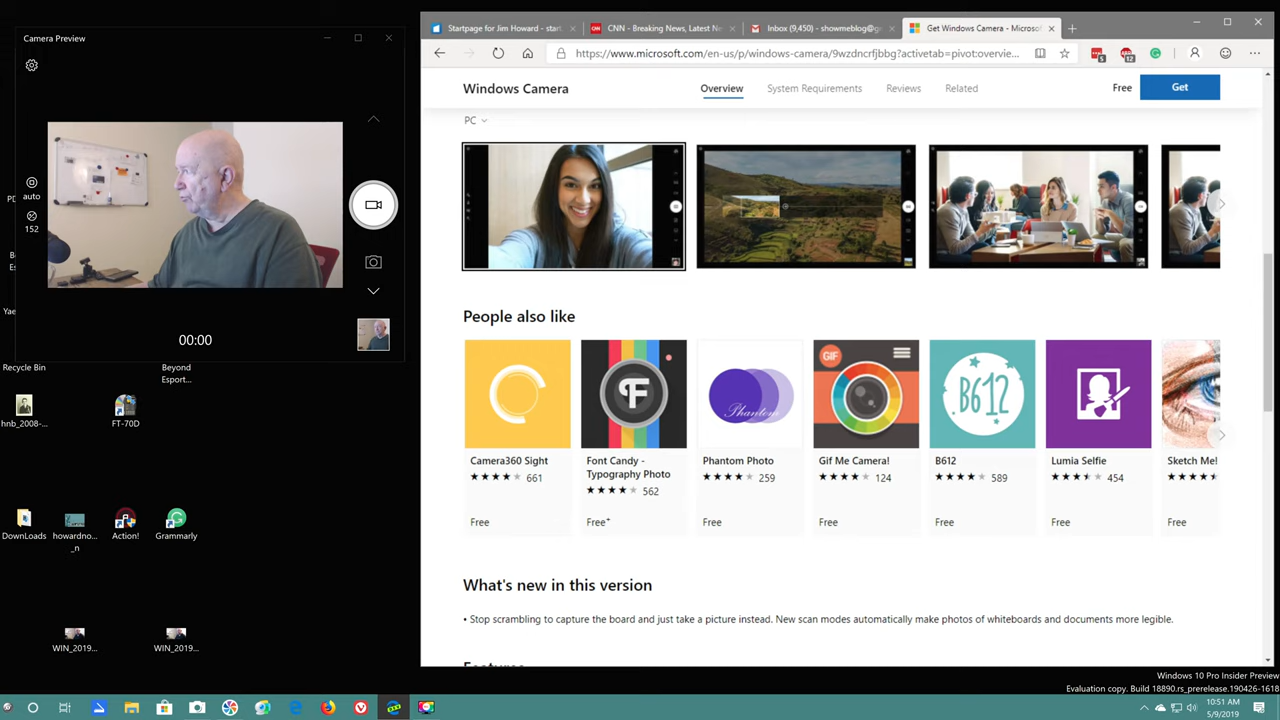 Camera Preview
auto
152
00:00
Recycle Bin
Beyond
Esport...
hnb_2008-...
FT-70D
DownLoads
howardno...
_n
Action!
Grammarly
WIN_2019...
WIN_2019...
Startpage for Jim Howard - start
CNN - Breaking News, Latest Ne
Inbox (9,450) - showmeblog@g
Get Windows Camera - Microsof
https://www.microsoft.com/en-us/p/windows-camera/9wzdncrfjbbg?activetab=pivot:overvie...
5
12
Windows Camera
Overview
System Requirements
Reviews
Related
Free
Get
PC
People also like
GIF
Phantom
B612
Camera360 Sight
661
Free
Font Candy -
Typography Photo
562
Free+
Phantom Photo
259
Free
Gif Me Camera!
124
Free
B612
589
Free
Lumia Selfie
454
Free
Sketch Me!
Free
What's new in this version
• Stop scrambling to capture the board and just take a picture instead. New scan modes automatically make photos of whiteboards and documents more legible.
Windows 10 Pro Insider Preview
Evaluation copy. Build 18890.rs_prerelease.190426-1618
10:51 AM
5/9/2019